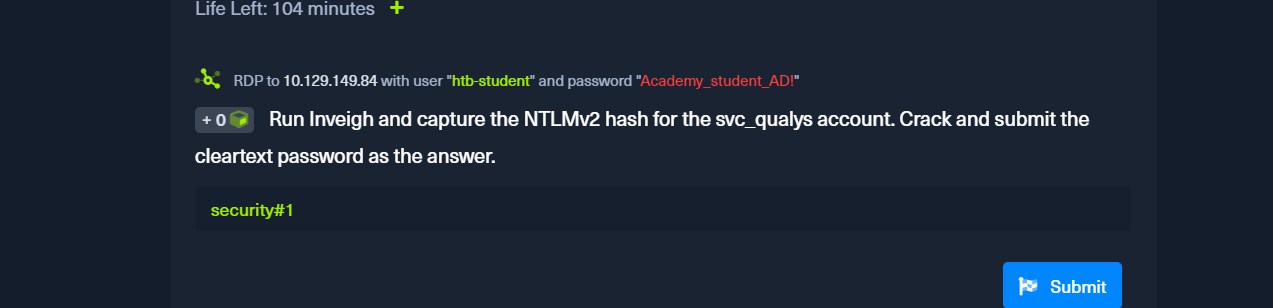 Life Left: 104 minutes +
RDP to 10.129.149.84 with user "htb-student" and password "Academy_student_AD!"
+ 0 Run Inveigh and capture the NTLMv2 hash for the svc_qualys account. Crack and submit the
cleartext password as the answer.
security#1
Submit